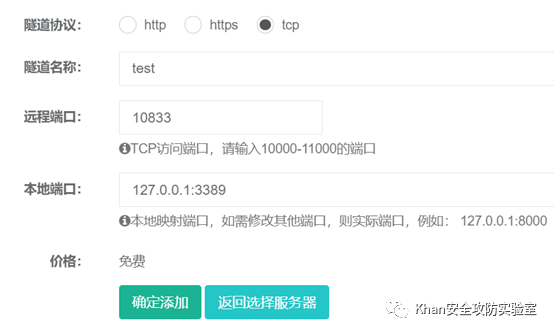 隧道协议： http https tcp
隧道名称： test
远程端口： 10833
TCP访问端口，请输入10000-11000的端口
本地端口： 127.0.0.1:3389
本地映射端口，如需修改其他端口，则实际端口，例如： 127.0.0.1:8000
价格： 免费
确定添加 返回选择服务器
Khan安全攻防实验室